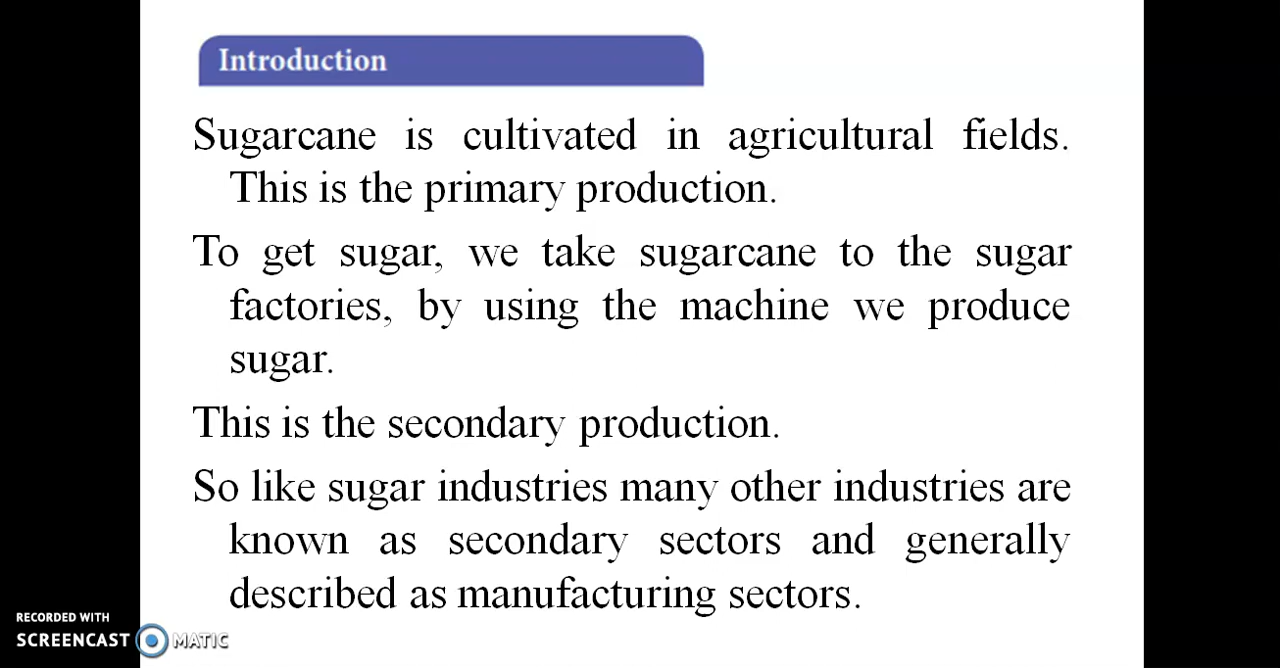 Introduction
Sugarcane is cultivated in agricultural fields.
This is the primary production.
To get sugar, we take sugarcane to the sugar
factories, by using the machine we produce
sugar.
This is the secondary production.
So like sugar industries many other industries are
known as secondary sectors and generally
described as manufacturing sectors.
RECORDED WITH
SCREENCAST MATIC